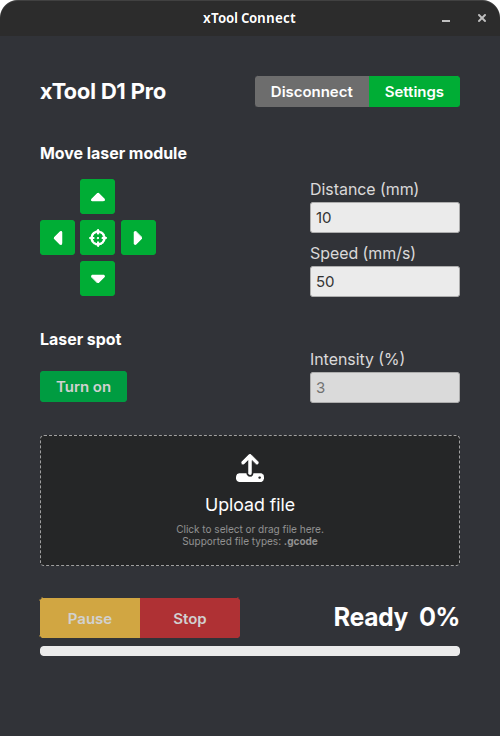 xTool Connect
xTool D1 Pro
Disconnect
Settings
Move laser module
Distance (mm)
10
Speed (mm/s)
50
Laser spot
Turn on
Intensity (%)
3
Upload file
Click to select or drag file here.
Supported file types: .gcode
Pause
Stop
Ready 0%